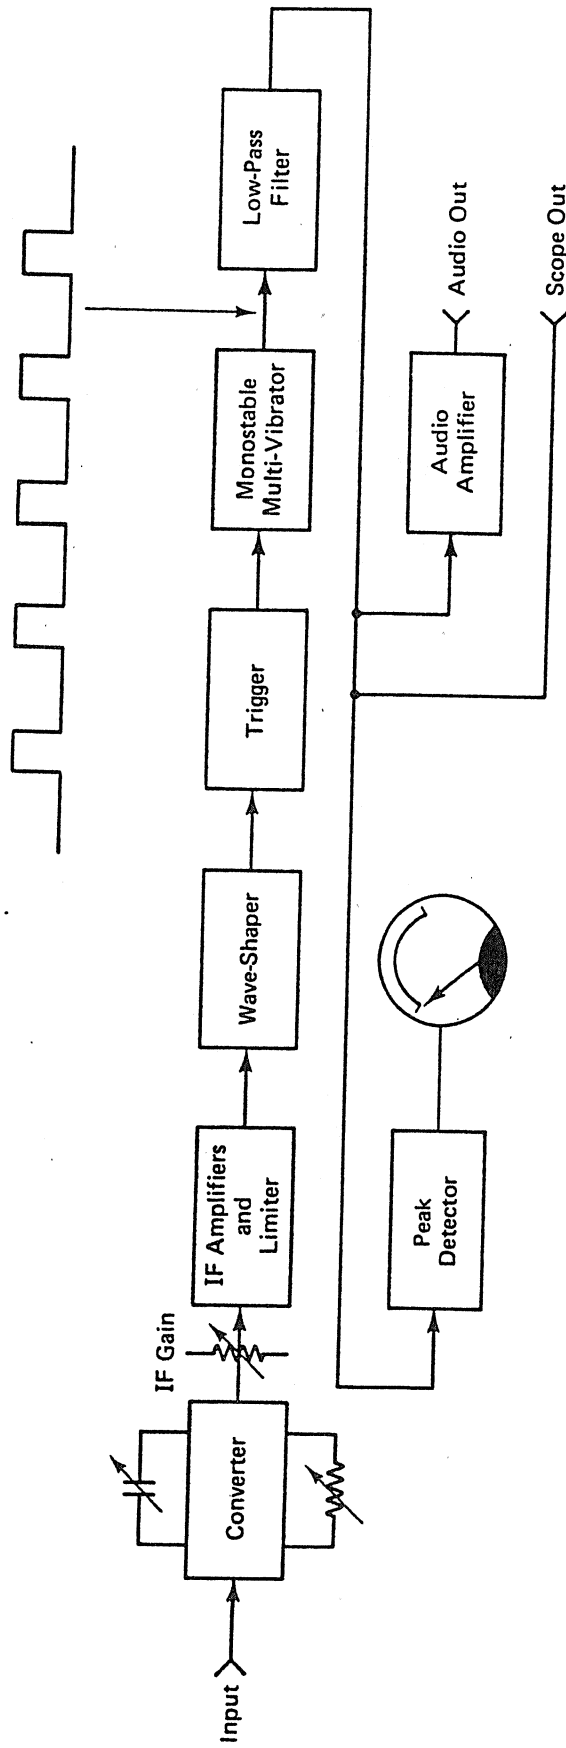 Input
Converter
IF Gain
IF Amplifiers
and
Limiter
Wave-Shaper
Trigger
Monostable
Multi-Vibrator
Low-Pass
Filter
Peak
Detector
Audio
Amplifier
Audio Out
Scope Out